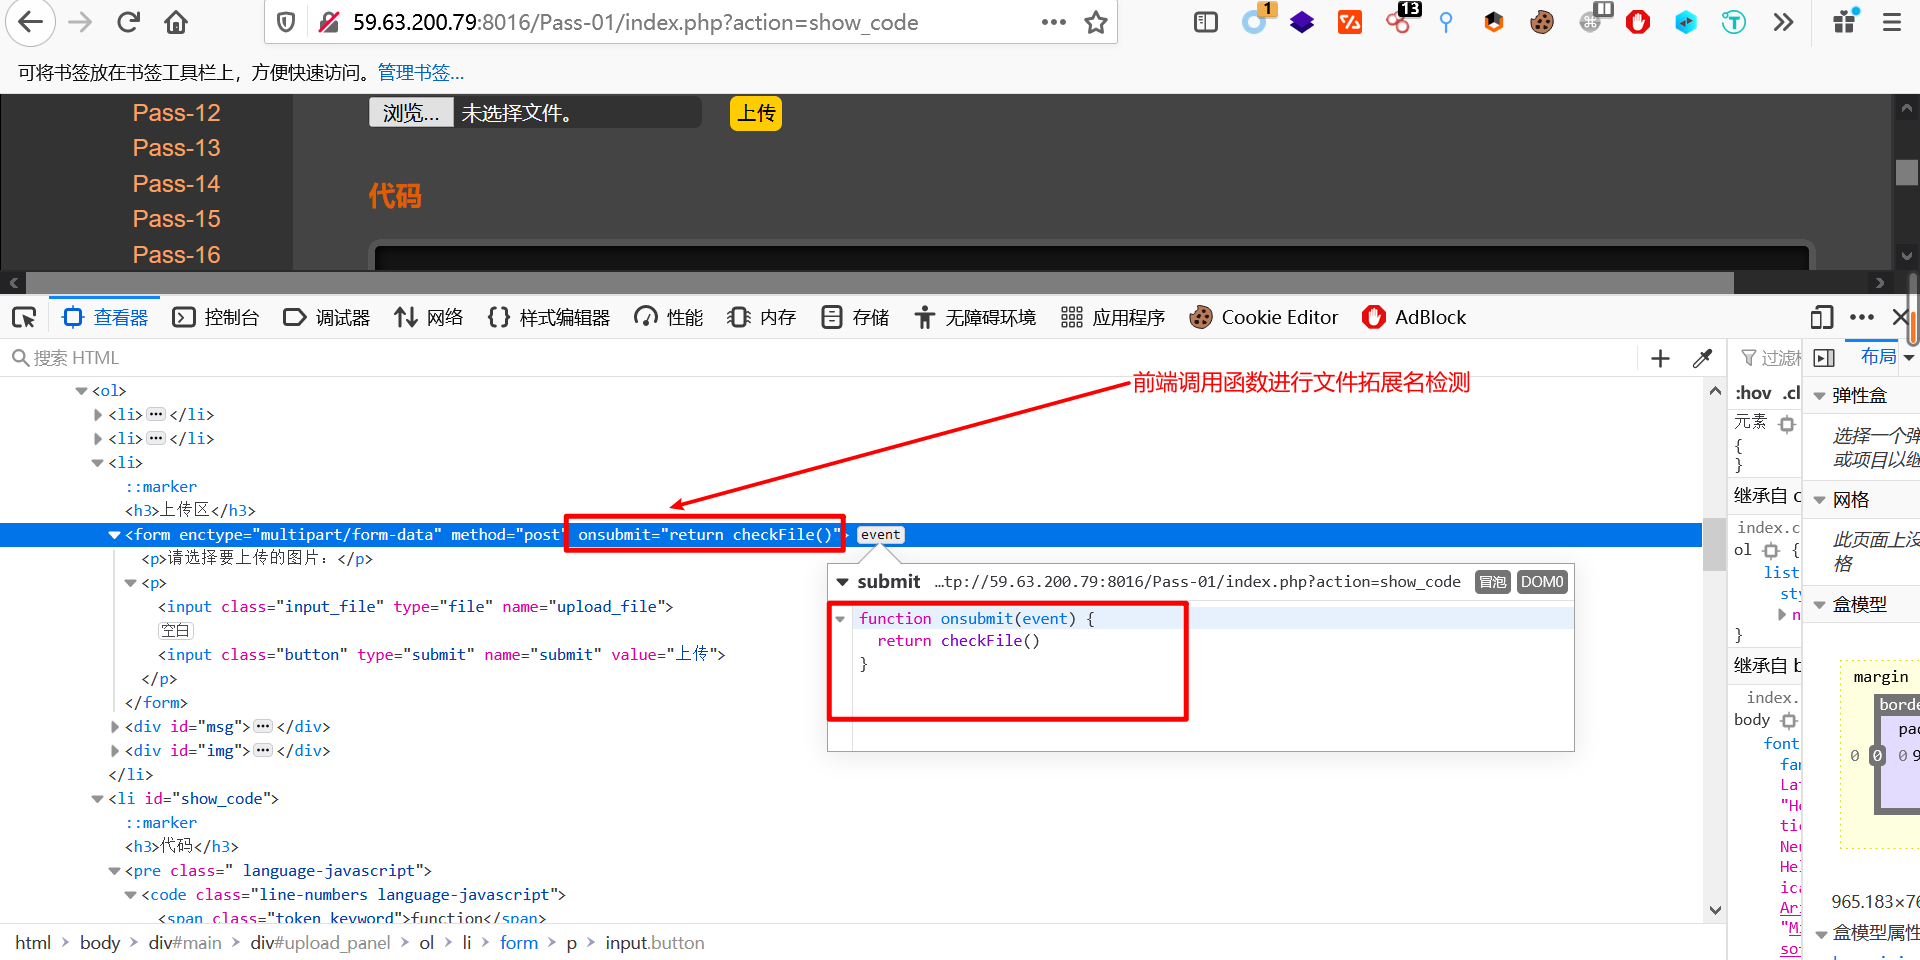 59.63.200.79:8016/Pass-01/index.php?action=show_code
1
13
可将书签放在书签工具栏上，方便快速访问。管理书签...
Pass-12
Pass-13
Pass-14
Pass-15
Pass-16
浏览... 未选择文件。 上传
代码
查看器 控制台 调试器 网络 {} 样式编辑器 性能 内存 存储 无障碍环境 应用程序 Cookie Editor AdBlock
搜索 HTML
前端调用函数进行文件拓展名检测
<ol>
<li>…</li>
<li>…</li>
<li>
::marker
<h3>上传区</h3>
<form enctype="multipart/form-data" method="post" onsubmit="return checkFile()"> event
<p>请选择要上传的图片：</p>
<p>
<input class="input_file" type="file" name="upload_file">
空白
<input class="button" type="submit" name="submit" value="上传">
</p>
</form>
<div id="msg">…</div>
<div id="img">…</div>
</li>
<li id="show_code">
::marker
<h3>代码</h3>
<pre class=" language-javascript">
<code class="line-numbers language-javascript">
<span class="token keyword">function</span>
submit …tp://59.63.200.79:8016/Pass-01/index.php?action=show_code 冒泡 DOM0
function onsubmit(event) {
return checkFile()
}
html > body > div#main > div#upload_panel > ol > li > form > p > input.button
过滤
:hov .cl
元素
{
}
继承自 o
index.c
ol {
list
sty
n
}
继承自 b
index.
body
font
fam
Lat
"He
tic
Neu
Hel
ica
Ari
"Mi
sof
布局
弹性盒
选择一个弹
或项目以继
网格
此页面上没
格
盒模型
margin
borde
pad
0 0 0 9
965.183×76
盒模型属性